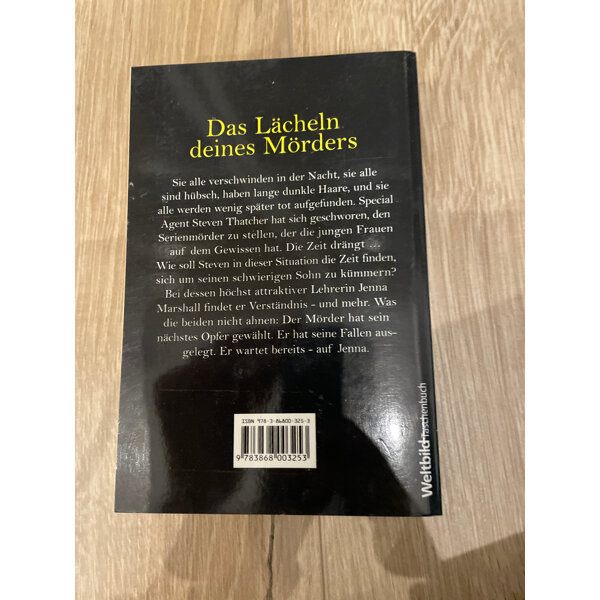 Das Lächeln
deines Mörders
Sie alle verschwinden in der Nacht, sie alle
sind hübsch, haben lange dunkle Haare, und sie
alle werden wenig später tot aufgefunden. Special
Agent Steven Thatcher hat sich geschworen, den
Serienmörder zu stellen, der die jungen Frauen
auf dem Gewissen hat. Die Zeit drängt ...
Wie soll Steven in dieser Situation die Zeit finden,
sich um seinen schwierigen Sohn zu kümmern?
Bei dessen höchst attraktiver Lehrerin Jenna
Marshall findet er Verständnis - und mehr. Was
die beiden nicht ahnen: Der Mörder hat sein
nächstes Opfer gewählt. Er hat seine Fallen aus-
gelegt. Er wartet bereits - auf Jenna.
ISBN 978-3-86800-325-3
9 783868 003253
Weltbild Taschenbuch